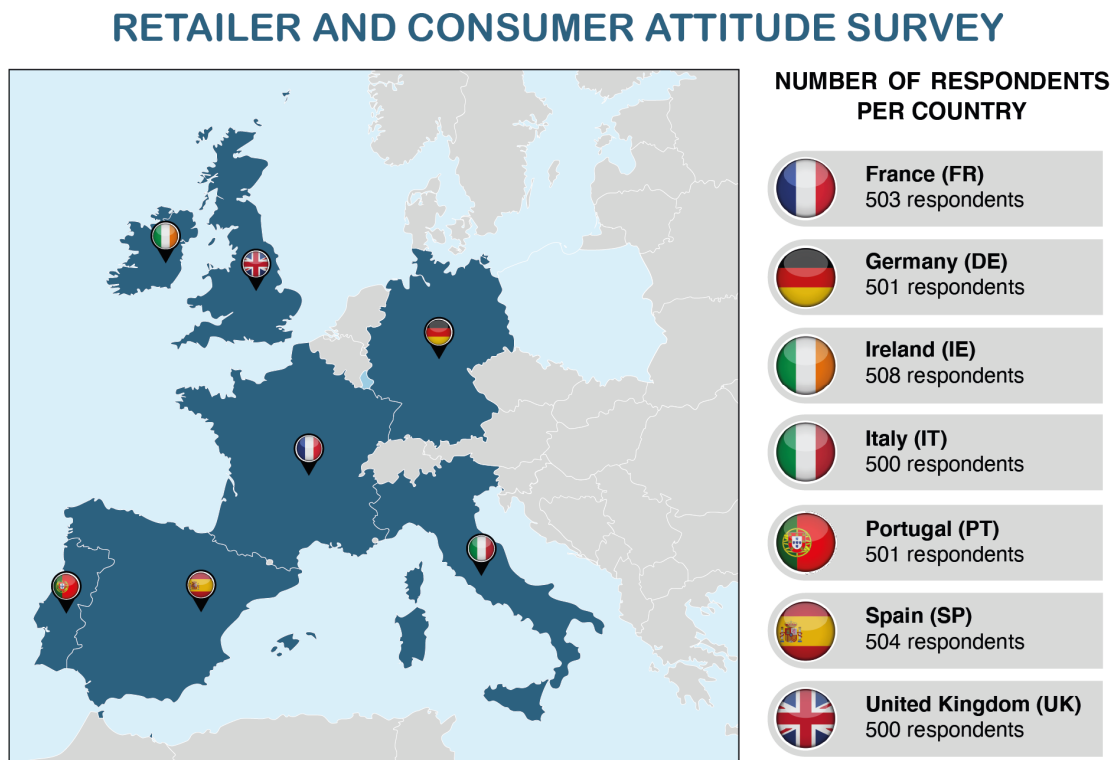 RETAILER AND CONSUMER ATTITUDE SURVEY
NUMBER OF RESPONDENTS
PER COUNTRY
France (FR)
503 respondents
Germany (DE)
501 respondents
Ireland (IE)
508 respondents
Italy (IT)
500 respondents
Portugal (PT)
501 respondents
Spain (SP)
504 respondents
United Kingdom (UK)
500 respondents